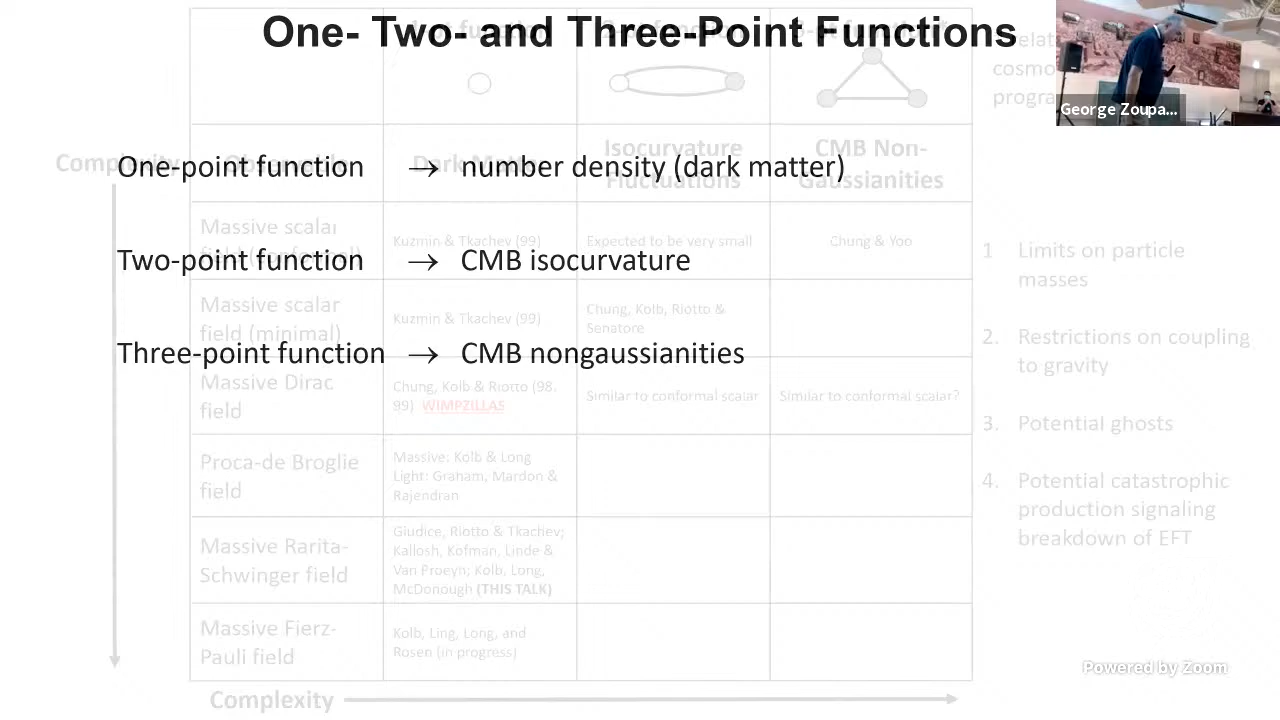 One- Two- and Three-Point Functions
George Zoupa...
One-point function → number density (dark matter)
Two-point function → CMB isocurvature
Three-point function → CMB nongaussianities
Complexity
Dark Matter
Isocurvature
Fluctuations
CMB Non-
Gaussianities
Massive scalar
Kuzmin & Tkachev (99)
Expected to be very small
Chung & Yoo
Massive scalar
field (minimal)
Kuzmin & Tkachev (99)
Chung, Kolb, Riotto &
Senatore
Massive Dirac
field
Chung, Kolb & Riotto (98.
99) WIMPZILLAS
Similar to conformal scalar
Similar to conformal scalar?
Proca-de Broglie
field
Massive: Kolb & Long
Light: Graham, Mardon &
Rajendran
Massive Rarita-
Schwinger field
Giudice, Riotto & Tkachev;
Kallosh, Kofman, Linde &
Van Proeyn; Kolb, Long,
McDonough (THIS TALK)
Massive Fierz-
Pauli field
Kolb, Ling, Long, and
Rosen (in progress)
Complexity
1 Limits on particle
masses
2. Restrictions on coupling
to gravity
3. Potential ghosts
4. Potential catastrophic
production signaling
breakdown of EFT
Powered by Zoom